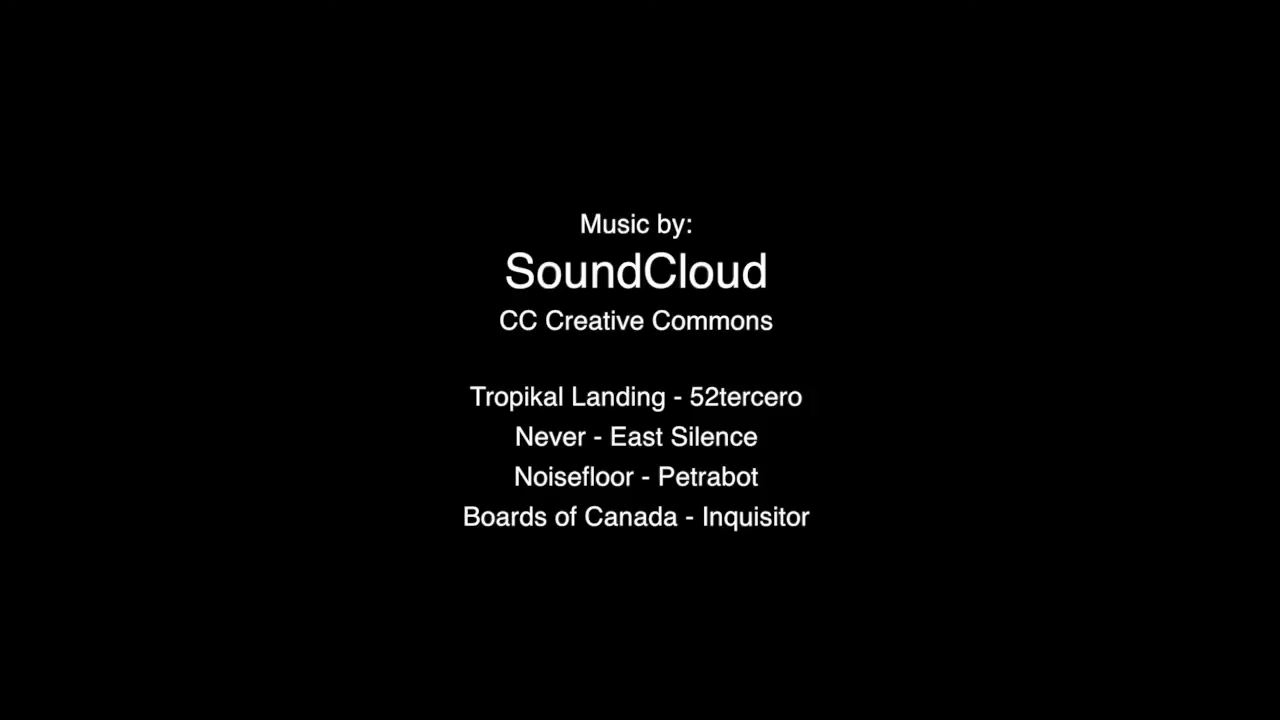 Music by:
SoundCloud
CC Creative Commons
Tropikal Landing - 52tercero
Never - East Silence
Noisefloor - Petrabot
Boards of Canada - Inquisitor